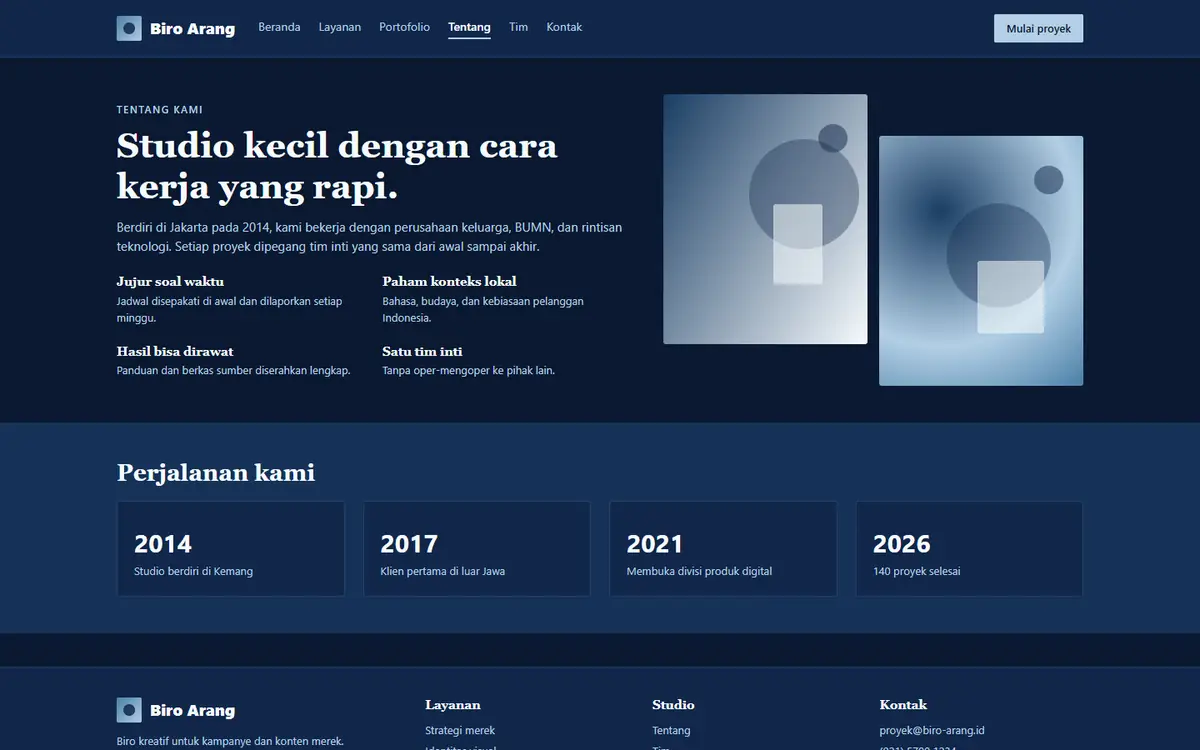 Biro Arang
Beranda
Layanan
Portofolio
Tentang
Tim
Kontak
Mulai proyek
TENTANG KAMI
Studio kecil dengan cara
kerja yang rapi.
Berdiri di Jakarta pada 2014, kami bekerja dengan perusahaan keluarga, BUMN, dan rintisan
teknologi. Setiap proyek dipegang tim inti yang sama dari awal sampai akhir.
Jujur soal waktu
Jadwal disepakati di awal dan dilaporkan setiap
minggu.
Paham konteks lokal
Bahasa, budaya, dan kebiasaan pelanggan
Indonesia.
Hasil bisa dirawat
Panduan dan berkas sumber diserahkan lengkap.
Satu tim inti
Tanpa oper-mengoper ke pihak lain.
Perjalanan kami
2014
Studio berdiri di Kemang
2017
Klien pertama di luar Jawa
2021
Membuka divisi produk digital
2026
140 proyek selesai
Biro Arang
Biro kreatif untuk kampanye dan konten merek.
Layanan
Strategi merek
Studio
Tentang
Tim
Kontak
proyek@biro-arang.id